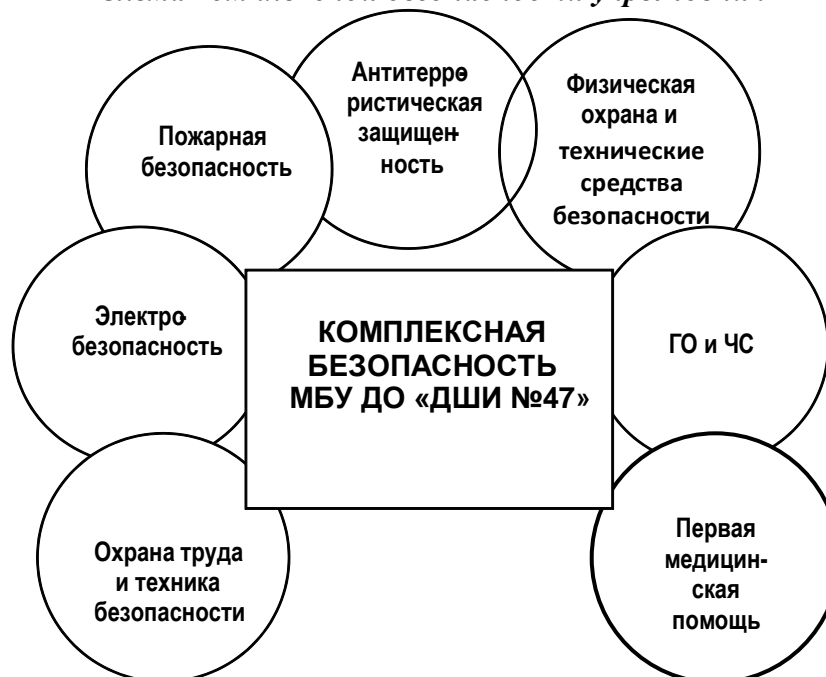 Антитерро-
ристическая
защищен-
ность
Физическая
охрана и
технические
средства
безопасности
Пожарная
безопасность
Электро-
безопасность
КОМПЛЕКСНАЯ
БЕЗОПАСНОСТЬ
МБУ ДО «ДШИ №47»
ГО и ЧС
Охрана труда
и техника
безопасности
Первая
медицин-
ская
помощь